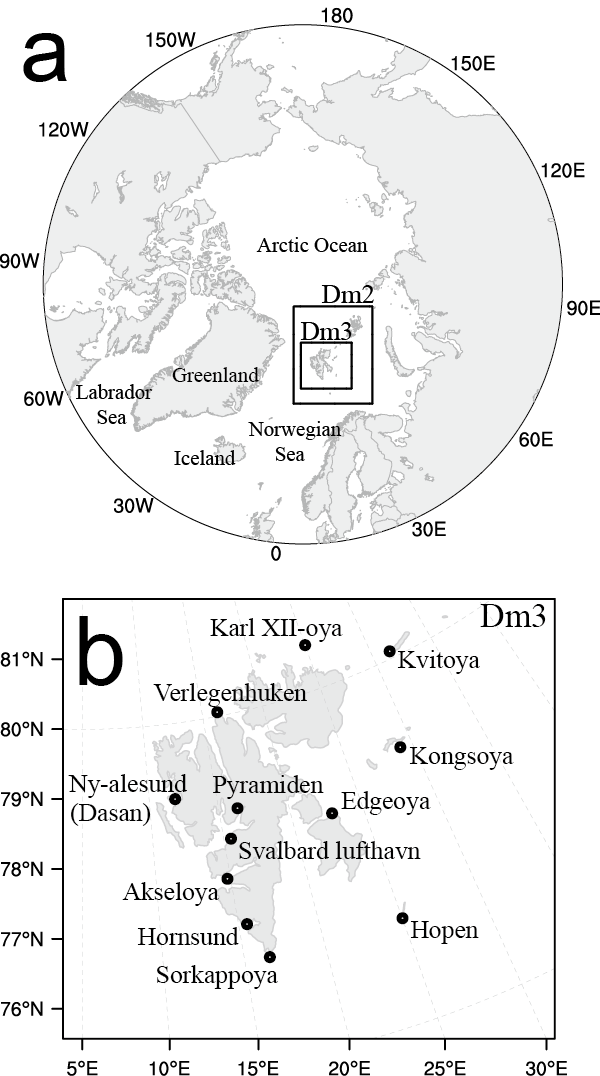 a
180
150W
150E
120W
120E
Arctic Ocean
90W
Dm2
90E
Dm3
Greenland
60W
Labrador
Sea
Norwegian
Sea
60E
Iceland
30W
30E
0
b
Dm3
Karl XII-oya
81°N
Kvitoya
Verlegenhuken
80°N
Kongsoya
Ny-alesund
(Dasan)
Pyramiden
79°N
Edgeoya
Svalbard lufthavn
78°N
Akseloya
77°N
Hornsund
Hopen
Sorkappoya
76°N
5°E 10°E 15°E 20°E 25°E 30°E